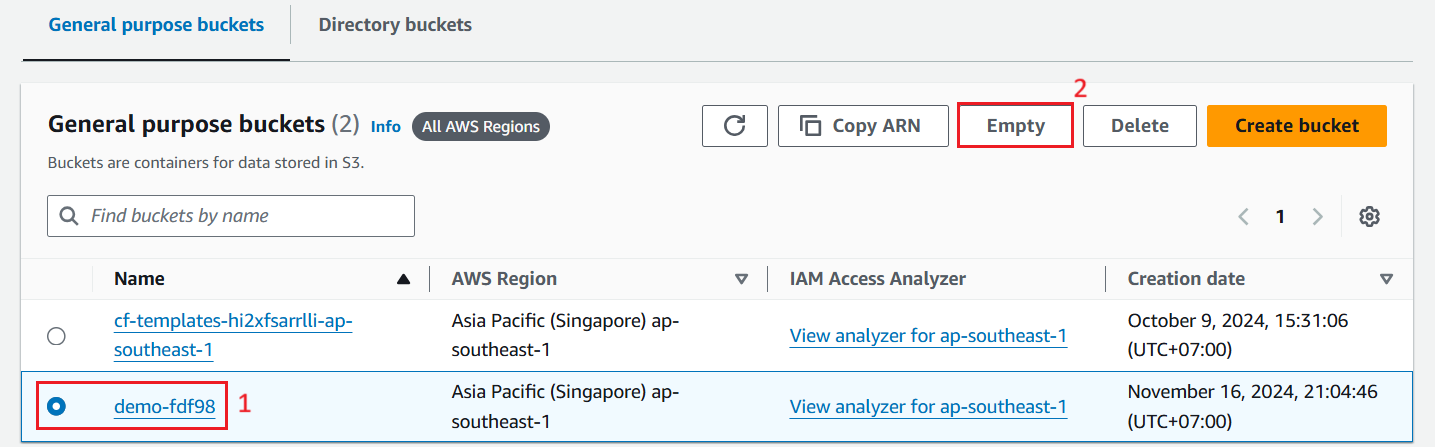 General purpose buckets
Directory buckets
2
General purpose buckets (2) Info All AWS Regions
Copy ARN
Empty
Delete
Create bucket
Buckets are containers for data stored in S3.
Find buckets by name
1
Name
AWS Region
IAM Access Analyzer
Creation date
cf-templates-hi2xfsarrlli-ap-
southeast-1
Asia Pacific (Singapore) ap-
southeast-1
View analyzer for ap-southeast-1
October 9, 2024, 15:31:06
(UTC+07:00)
demo-fdf98
1
Asia Pacific (Singapore) ap-
southeast-1
View analyzer for ap-southeast-1
November 16, 2024, 21:04:46
(UTC+07:00)